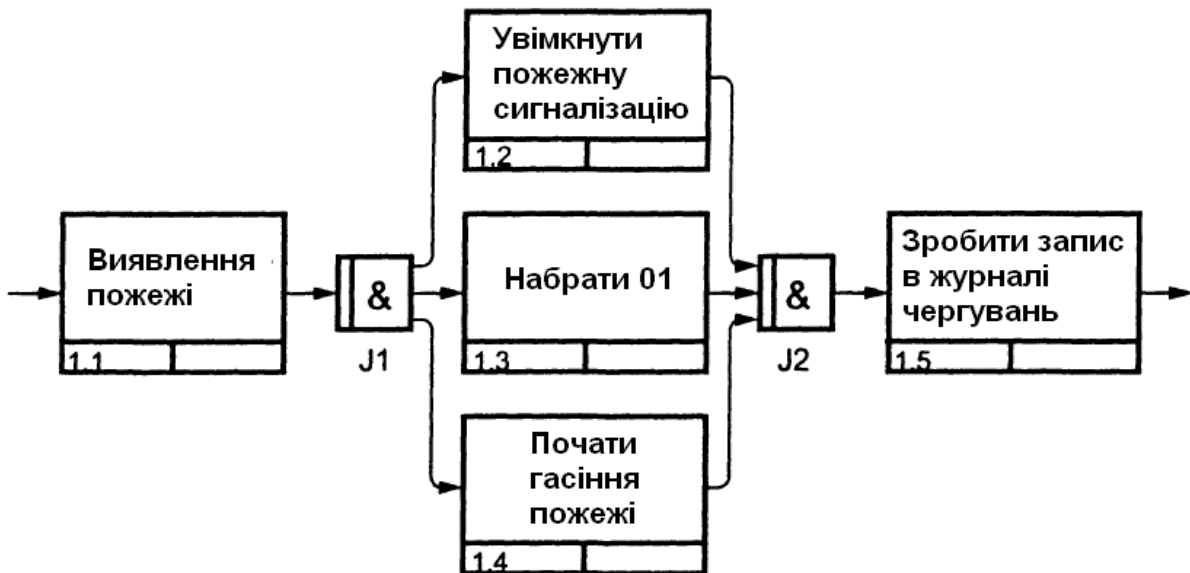 Увімкнути
пожежну
сигналізацію
1.2
Виявлення
пожежі
1.1
&
J1
Набрати 01
1.3
&
J2
Зробити запис
в журналі
чергувань
1.5
Почати
гасіння
пожежі
1.4